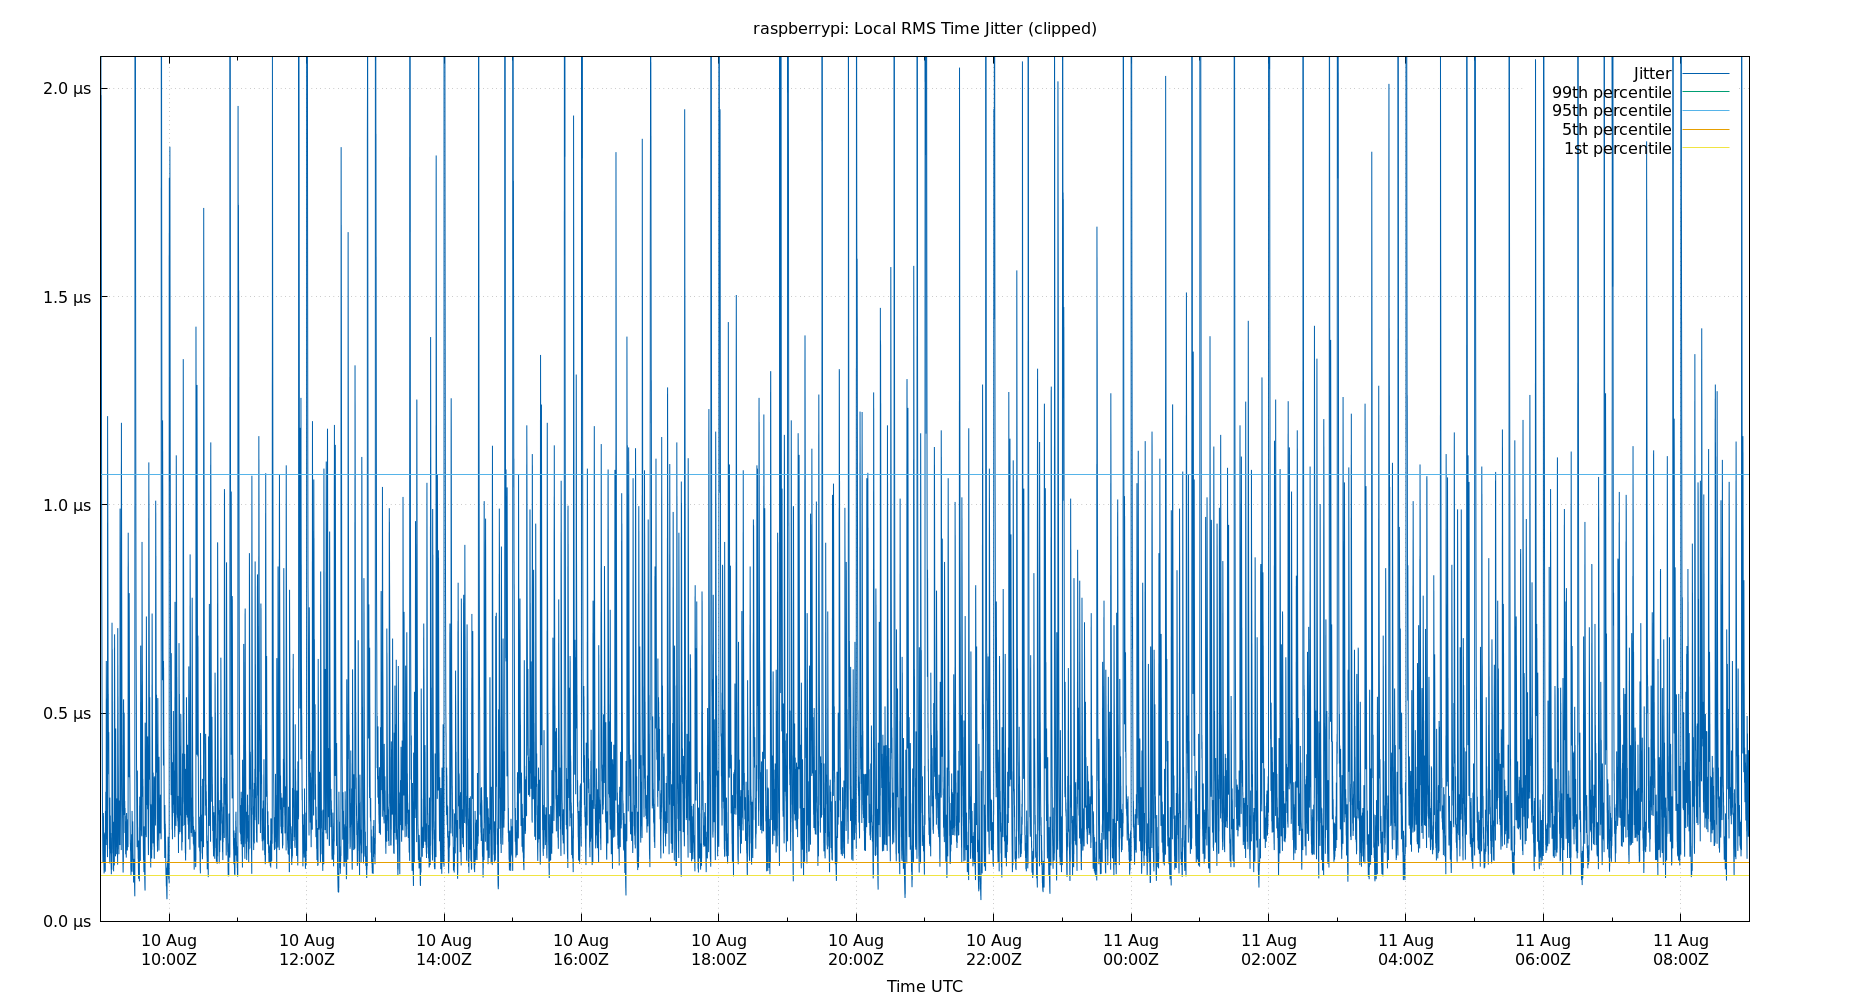 raspberrypi: Local RMS Time Jitter (clipped)
Jitter
99th percentile
95th percentile
5th percentile
1st percentile
2.0 μs
1.5 μs
1.0 μs
0.5 μs
0.0 μs
10 Aug 10 Aug 10 Aug 10 Aug 10 Aug 10 Aug 10 Aug 11 Aug 11 Aug 11 Aug 11 Aug 11 Aug
10:00Z 12:00Z 14:00Z 16:00Z 18:00Z 20:00Z 22:00Z 00:00Z 02:00Z 04:00Z 06:00Z 08:00Z
Time UTC